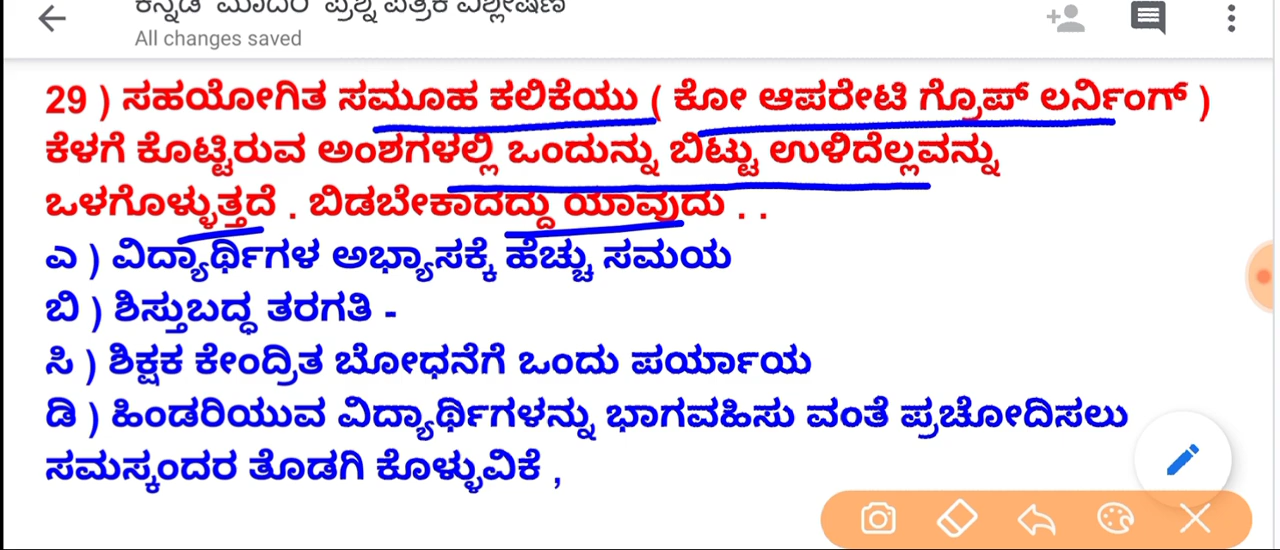 ಕನ್ನಡ ಮಾದರಿ ಪ್ರಶ್ನೆ ಪತ್ರಿಕೆ ವಿಶ್ಲೇಷಣೆ
All changes saved
29 ) ಸಹಯೋಗಿತ ಸಮೂಹ ಕಲಿಕೆಯು ( ಕೋ ಆಪರೇಟಿ ಗ್ರೊಪ್ ಲರ್ನಿಂಗ್ )
ಕೆಳಗೆ ಕೊಟ್ಟಿರುವ ಅಂಶಗಳಲ್ಲಿ ಒಂದುನ್ನು ಬಿಟ್ಟು ಉಳಿದೆಲ್ಲವನ್ನು
ಒಳಗೊಳ್ಳುತ್ತದೆ . ಬಿಡಬೇಕಾದದ್ದು ಯಾವುದು . .
ಎ ) ವಿದ್ಯಾರ್ಥಿಗಳ ಅಭ್ಯಾಸಕ್ಕೆ ಹೆಚ್ಚು ಸಮಯ
ಬಿ ) ಶಿಸ್ತುಬದ್ಧ ತರಗತಿ -
ಸಿ ) ಶಿಕ್ಷಕ ಕೇಂದ್ರಿತ ಬೋಧನೆಗೆ ಒಂದು ಪರ್ಯಾಯ
ಡಿ ) ಹಿಂಡರಿಯುವ ವಿದ್ಯಾರ್ಥಿಗಳನ್ನು ಭಾಗವಹಿಸು ವಂತೆ ಪ್ರಚೋದಿಸಲು
ಸಮಸ್ಕಂದರ ತೊಡಗಿ ಕೊಳ್ಳುವಿಕೆ ,